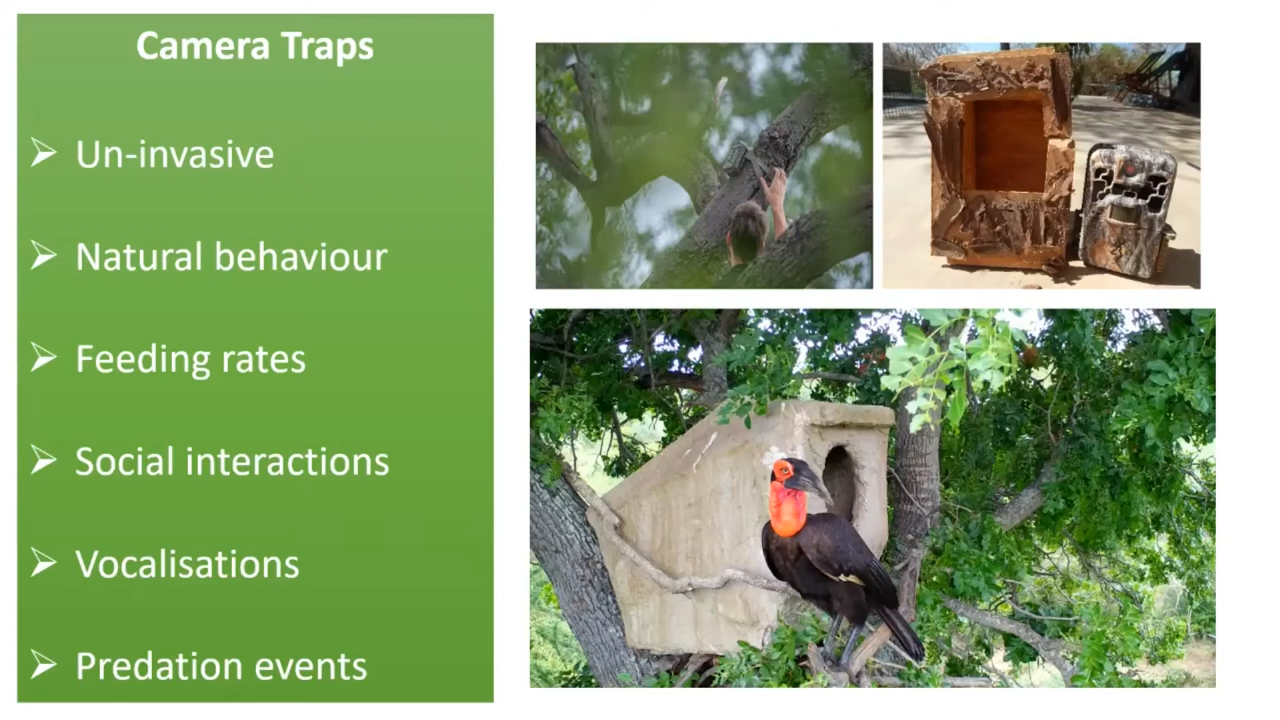 Camera Traps
Un-invasive
Natural behaviour
Feeding rates
Social interactions
Vocalisations
Predation events